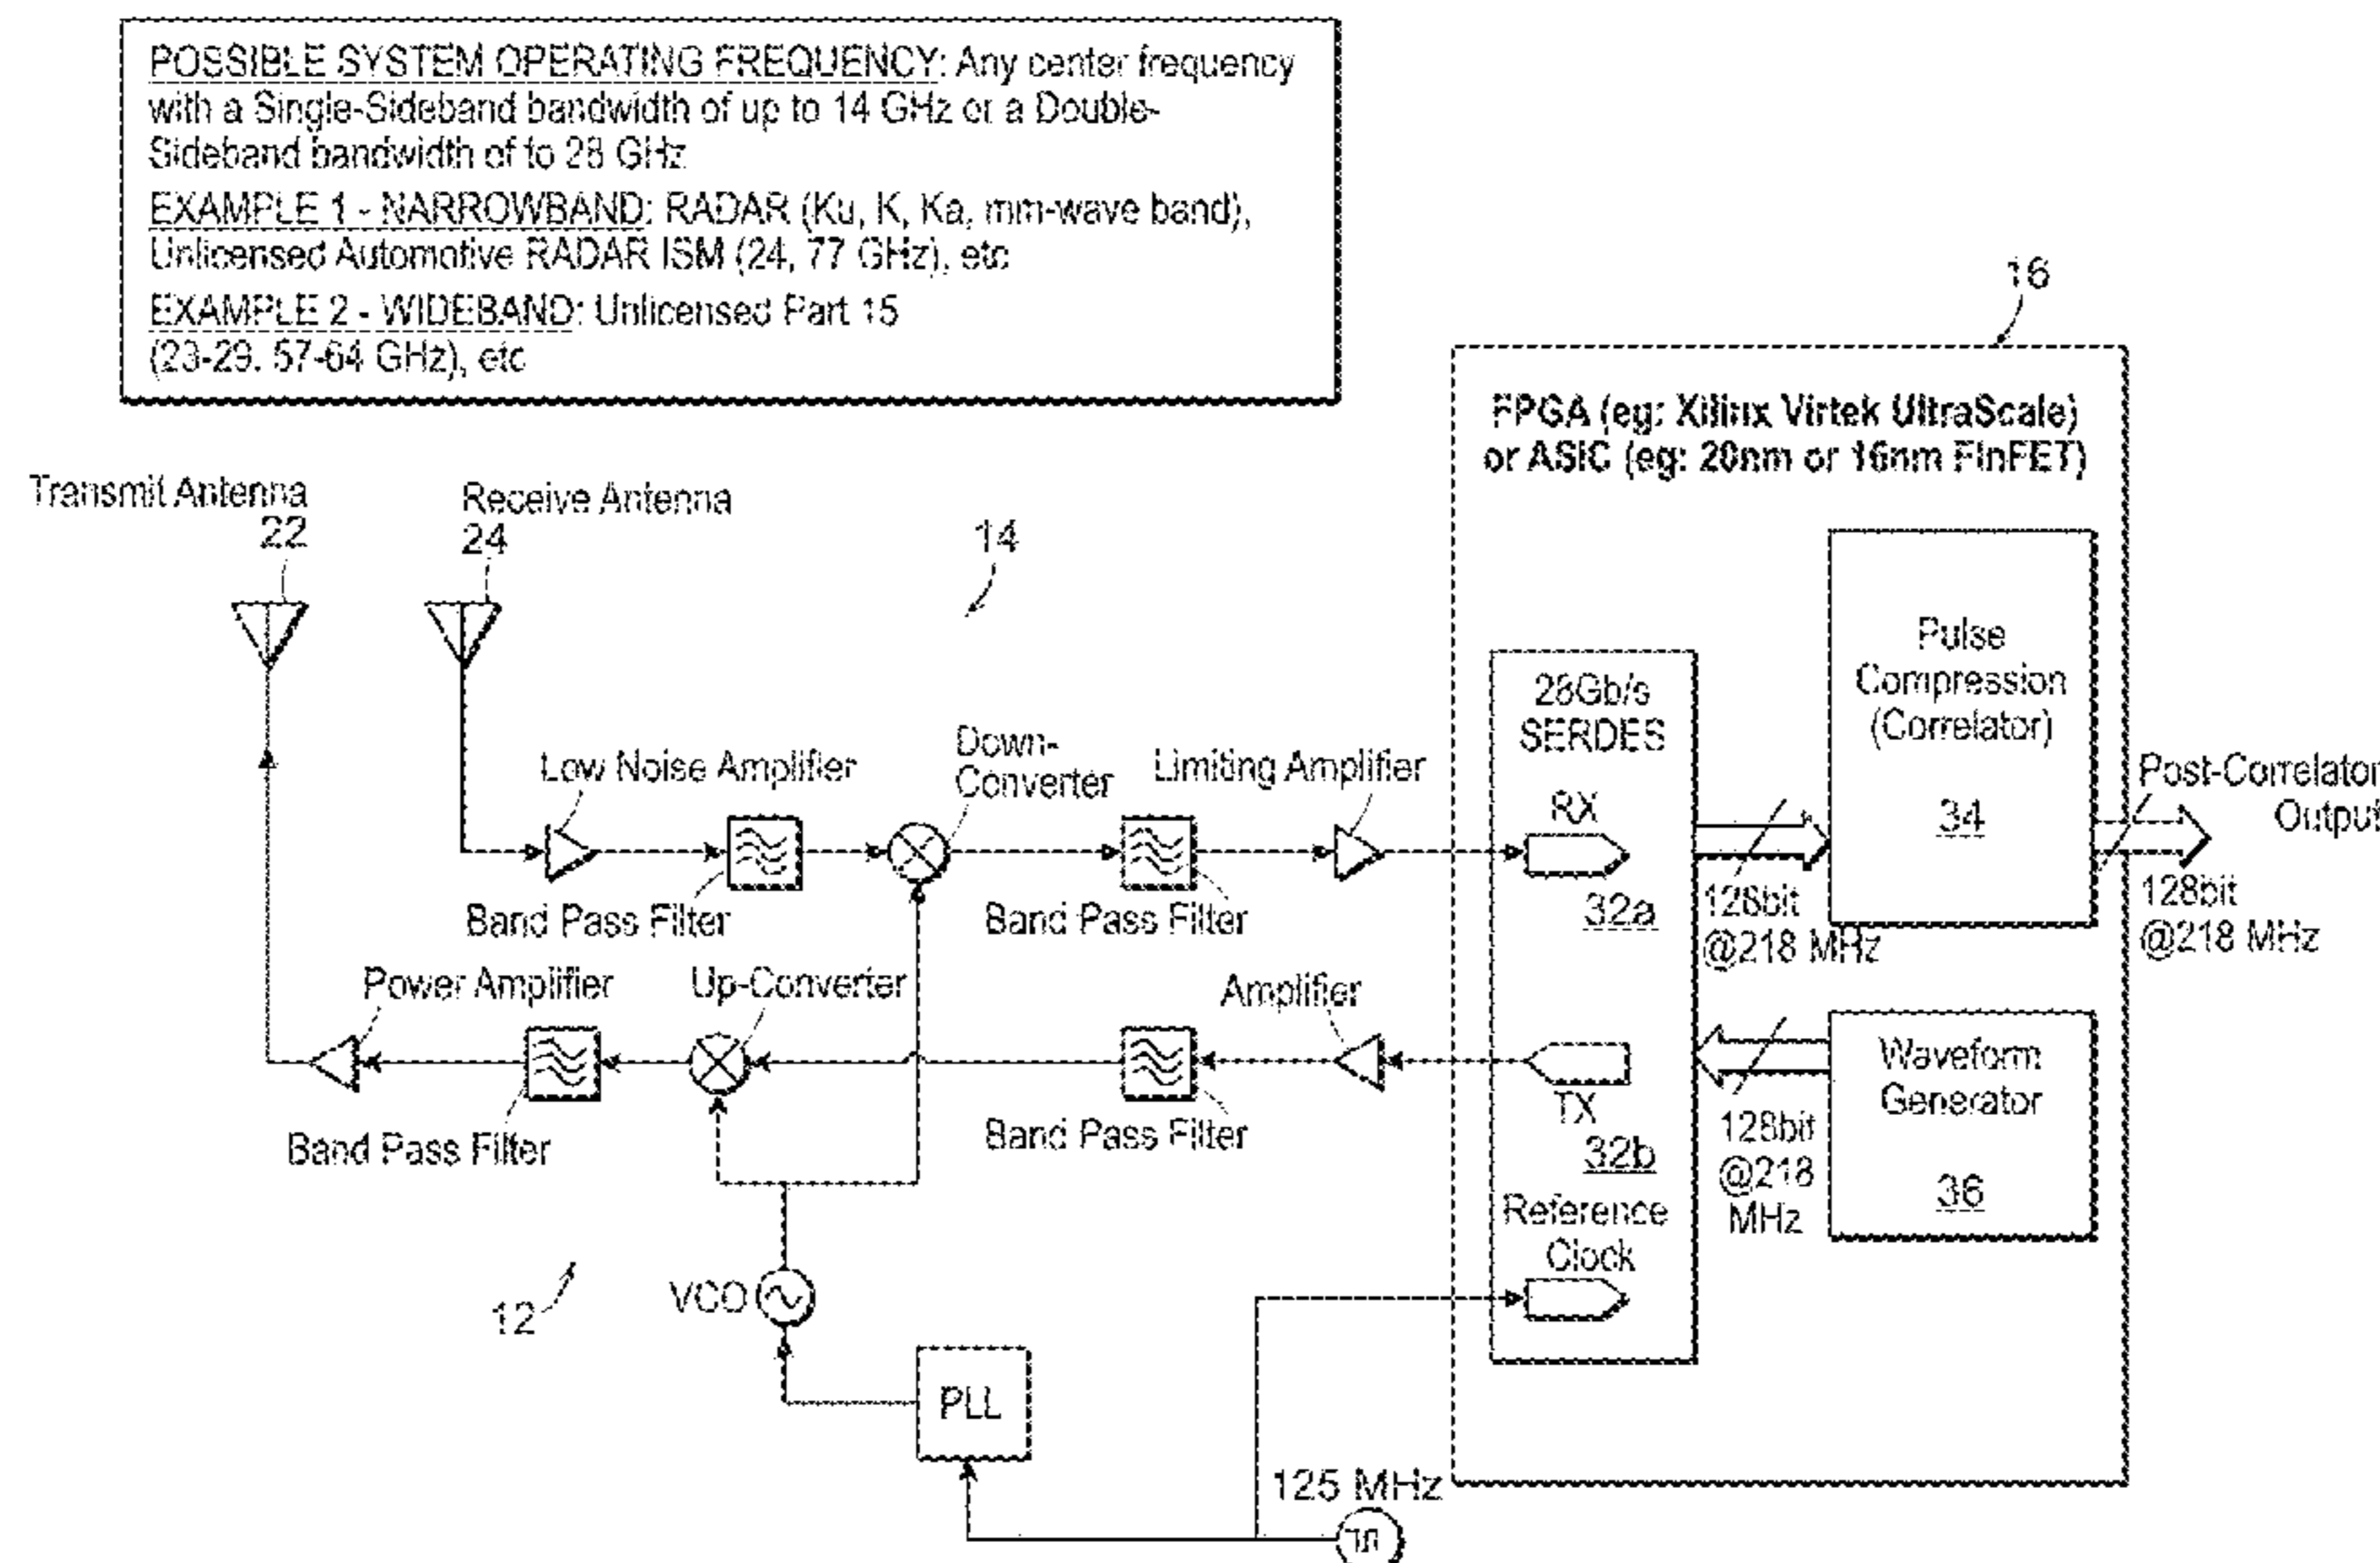 POSSIBLE SYSTEM OPERATING FREQUENCY: Any center frequency
with a Single-Sideband bandwidth of up to 14 GHz or a Double-
Sideband bandwidth of to 28 GHz
EXAMPLE 1 - NARROWBAND: RADAR (Ku, K, Ka, mm-wave band),
Unlicensed Automotive RADAR ISM (24, 77 GHz), etc
EXAMPLE 2 - WIDEBAND: Unlicensed Part 15
(23-29. 57-64 GHz), etc
16
FPGA (eg: Xilinx Virtek UltraScale)
or ASIC (eg: 20nm or 16nm FinFET)
Transmit Antenna
22
Receive Antenna
24
14
Low Noise Amplifier
Band Pass Filter
Down-
Converter
Band Pass Filter
Limiting Amplifier
28Gb/s
SERDES
RX
32a
128bit
@218 MHz
Pulse
Compression
(Correlator)
34
Post-Correlator
Output
128bit
@218 MHz
Power Amplifier
Band Pass Filter
Up-Converter
Band Pass Filter
Amplifier
TX
32b
128bit
@218
MHz
Waveform
Generator
36
Reference
Clock
12
VCO
PLL
125 MHz